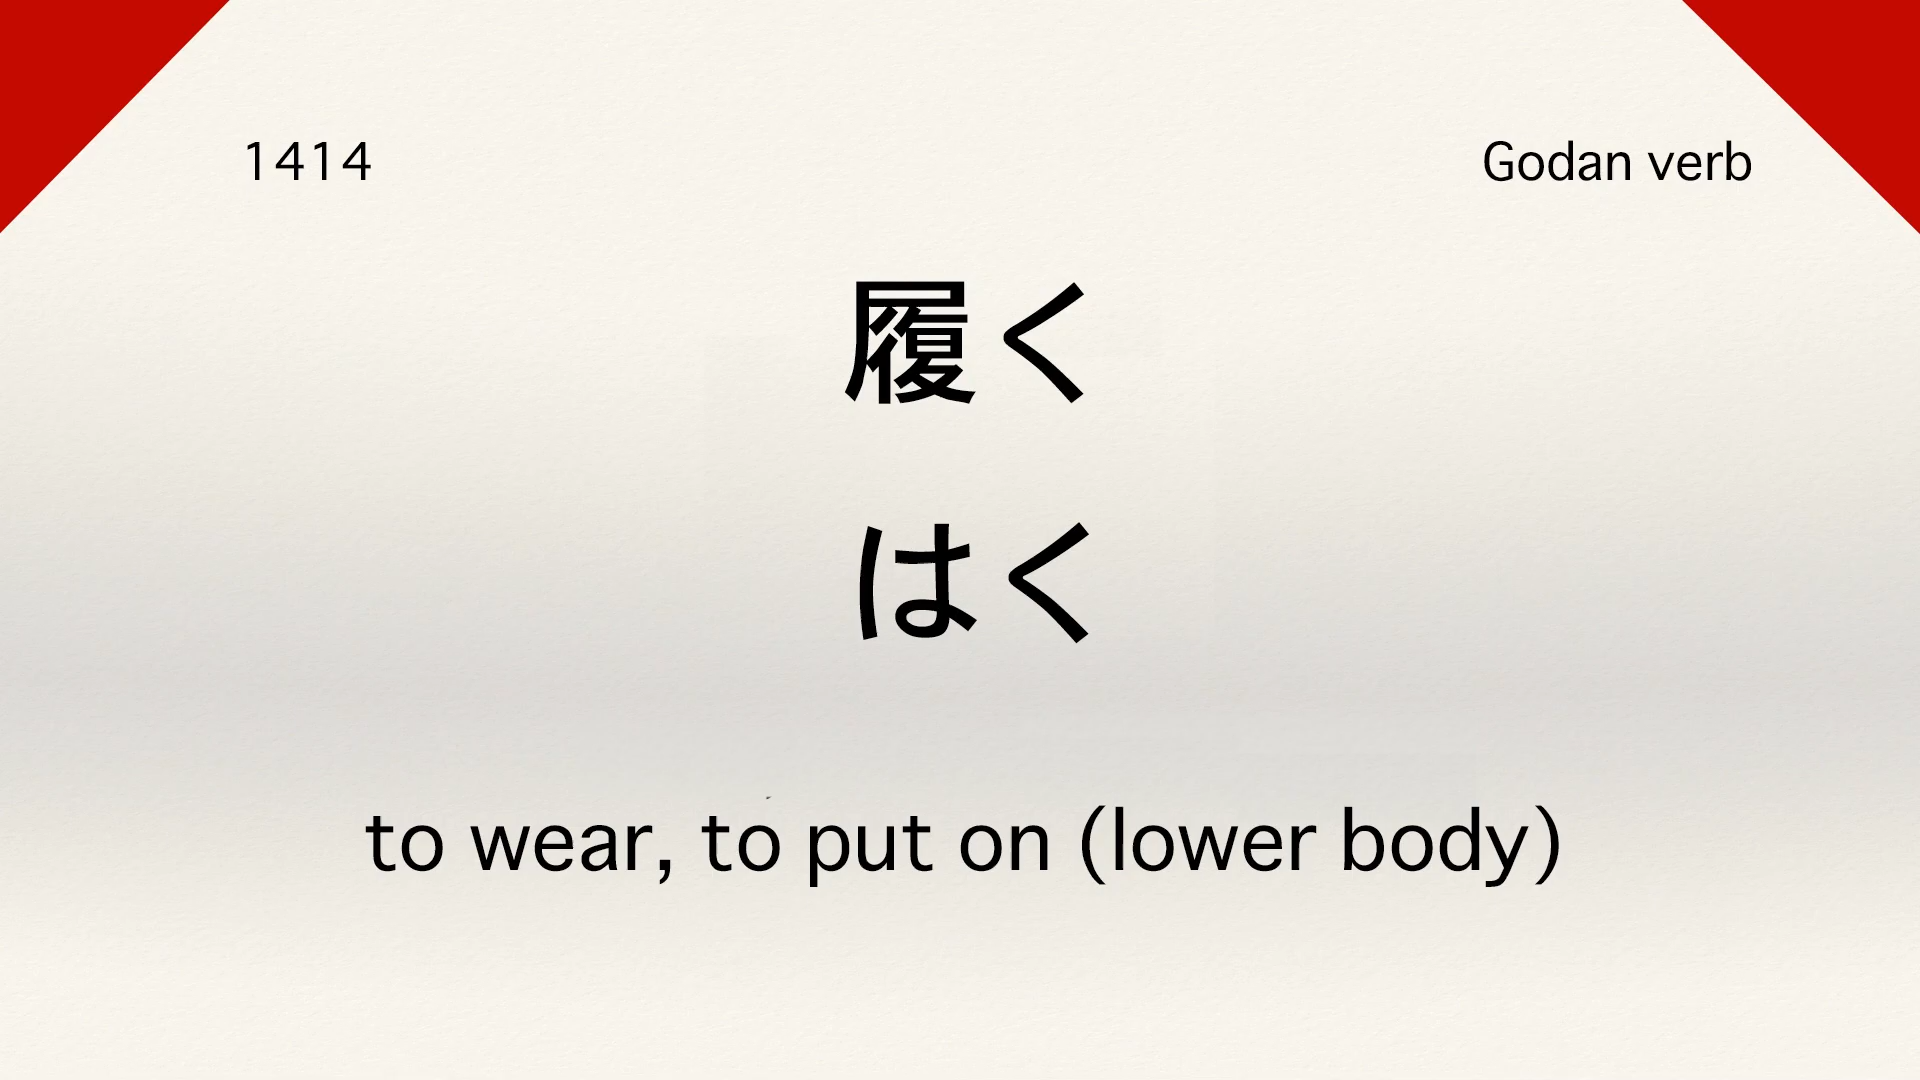 1414
Godan verb
履く
はく
to wear, to put on (lower body)